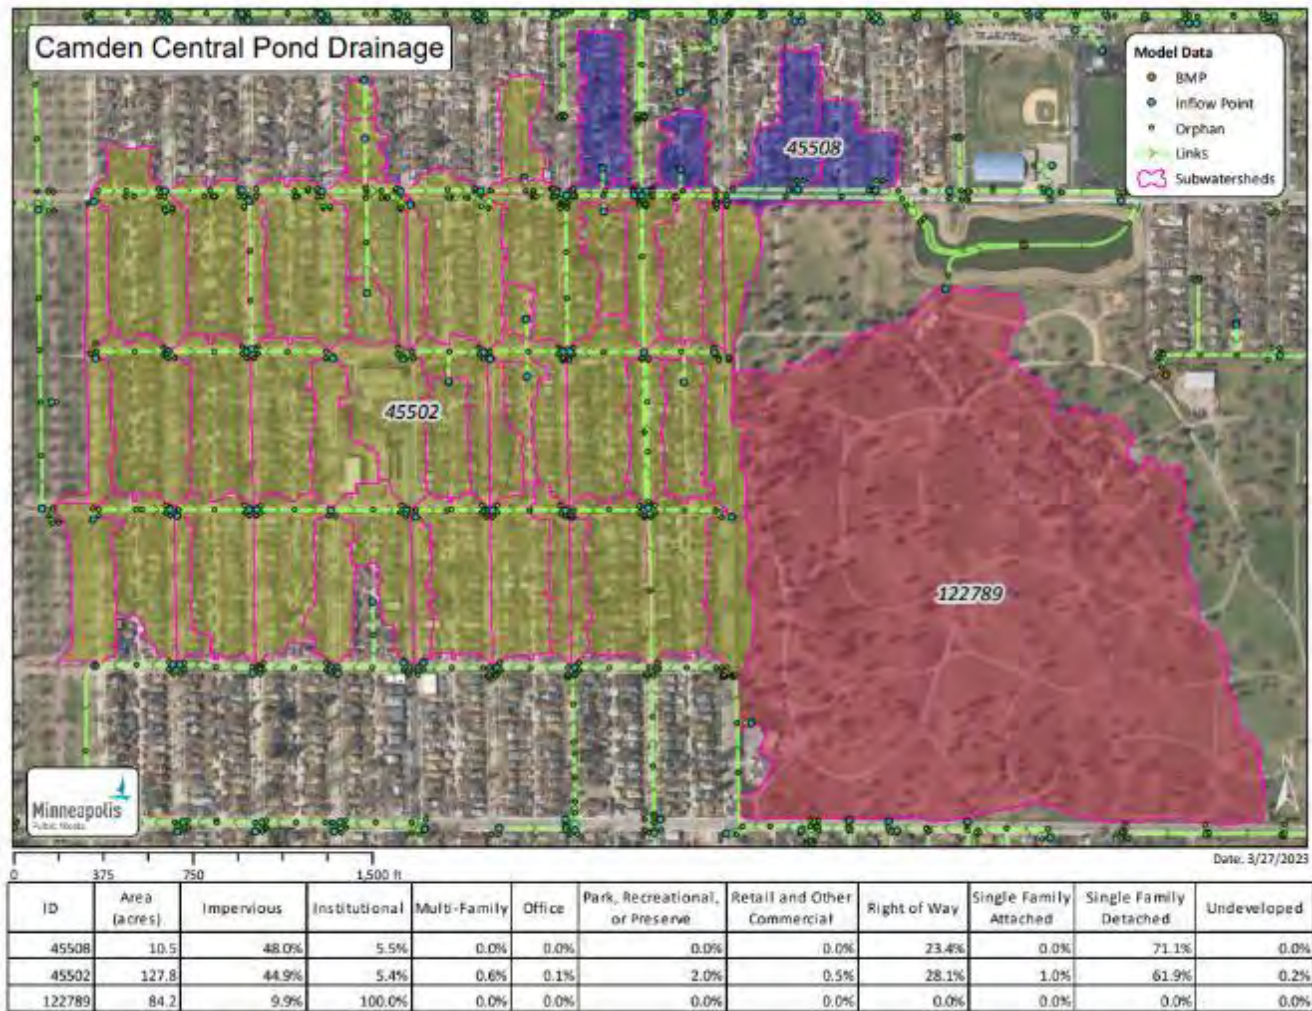 Camden Central Pond Drainage
Model Data
BMP
Inflow Point
Orphan
Links
Subwatersheds
45508
45502
122789
N
Minneapolis
Public Works
0 375 750 1,500 ft
Date: 3/27/2023
ID Area (acres) Impervious Institutional Multi-Family Office Park, Recreational, or Preserve Retail and Other Commercial Right of Way Single Family Attached Single Family Detached Undeveloped
45508 10.5 48.0% 5.5% 0.0% 0.0% 0.0% 0.0% 23.4% 0.0% 71.1% 0.0%
45502 127.8 44.9% 5.4% 0.6% 0.1% 2.0% 0.5% 28.1% 1.0% 61.9% 0.2%
122789 84.2 9.9% 100.0% 0.0% 0.0% 0.0% 0.0% 0.0% 0.0% 0.0% 0.0%